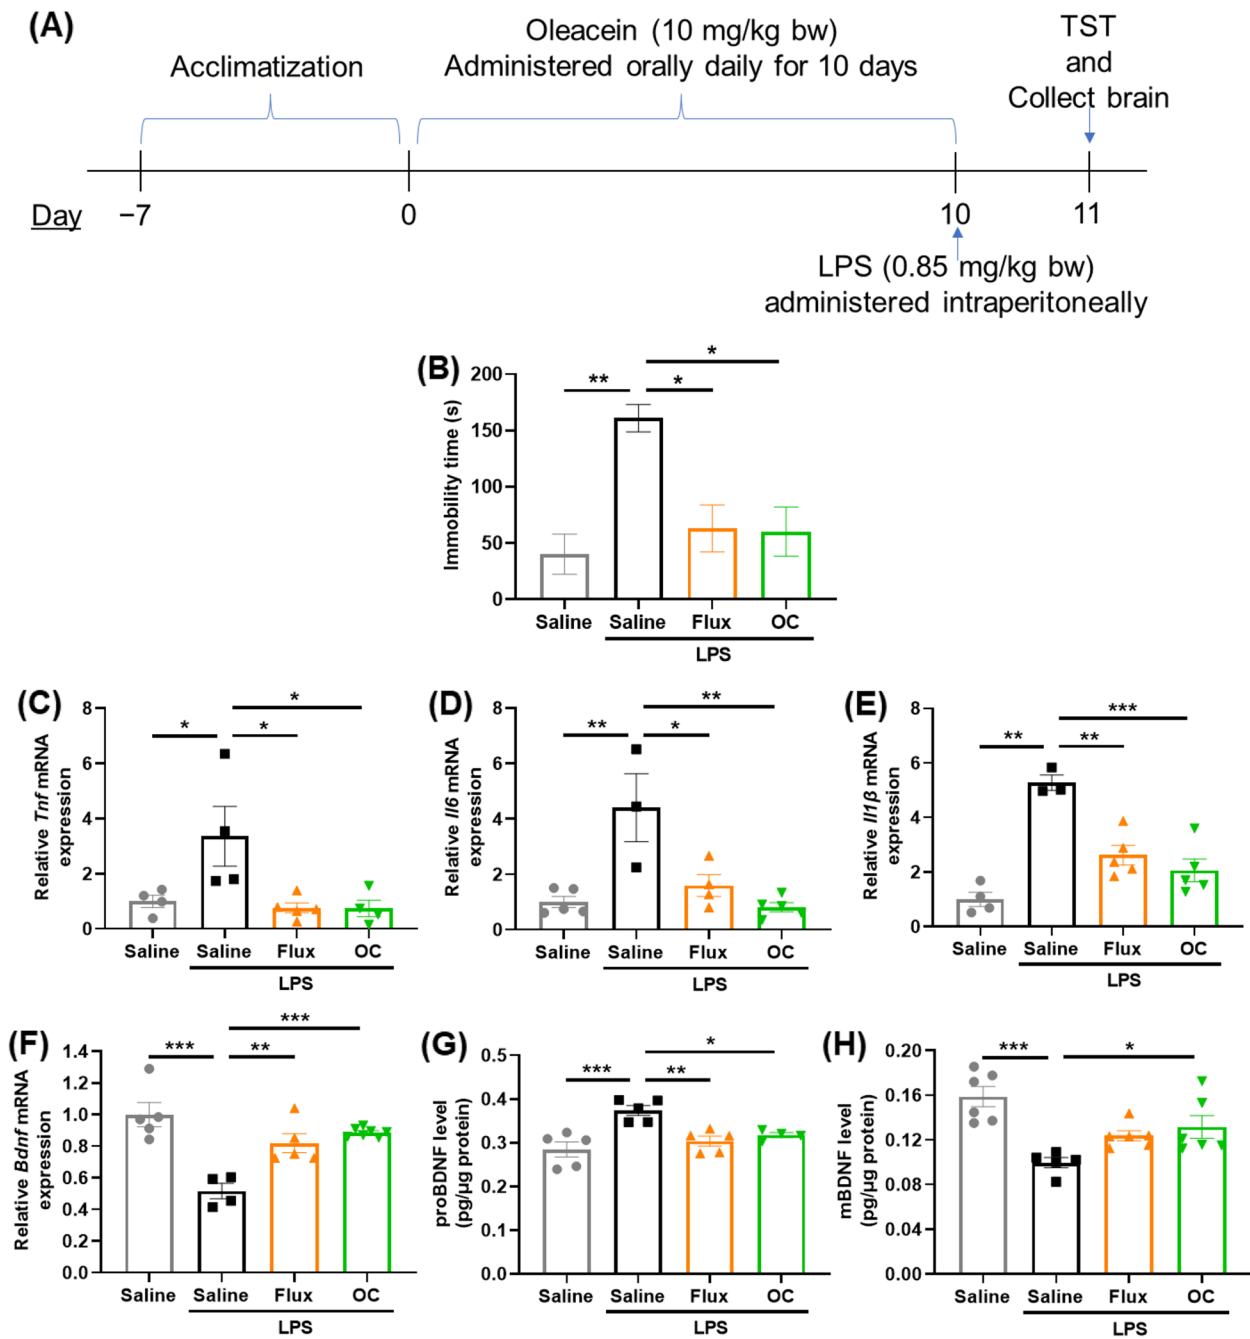 (A)
Acclimatization
Oleacein (10 mg/kg bw)
Administered orally daily for 10 days
TST
and
Collect brain
Day −7 0 10 11
LPS (0.85 mg/kg bw)
administered intraperitoneally
(B)
Immobility time (s)
200
150
100
50
0
** * *
Saline Saline Flux OC
LPS
(C)
Relative Tnf mRNA
expression
8
6
4
2
0
* * *
Saline Saline Flux OC
LPS
(D)
Relative Il6 mRNA
expression
8
6
4
2
0
** * **
Saline Saline Flux OC
LPS
(E)
Relative Il1β mRNA
expression
8
6
4
2
0
** ** ***
Saline Saline Flux OC
LPS
(F)
Relative Bdnf mRNA
expression
1.4
1.2
1.0
0.8
0.6
0.4
0.2
0.0
*** ** ***
Saline Saline Flux OC
LPS
(G)
proBDNF level
(pg/µg protein)
0.5
0.4
0.3
0.2
0.1
0.0
*** ** *
Saline Saline Flux OC
LPS
(H)
mBDNF level
(pg/µg protein)
0.20
0.16
0.12
0.08
0.04
0.00
*** *
Saline Saline Flux OC
LPS